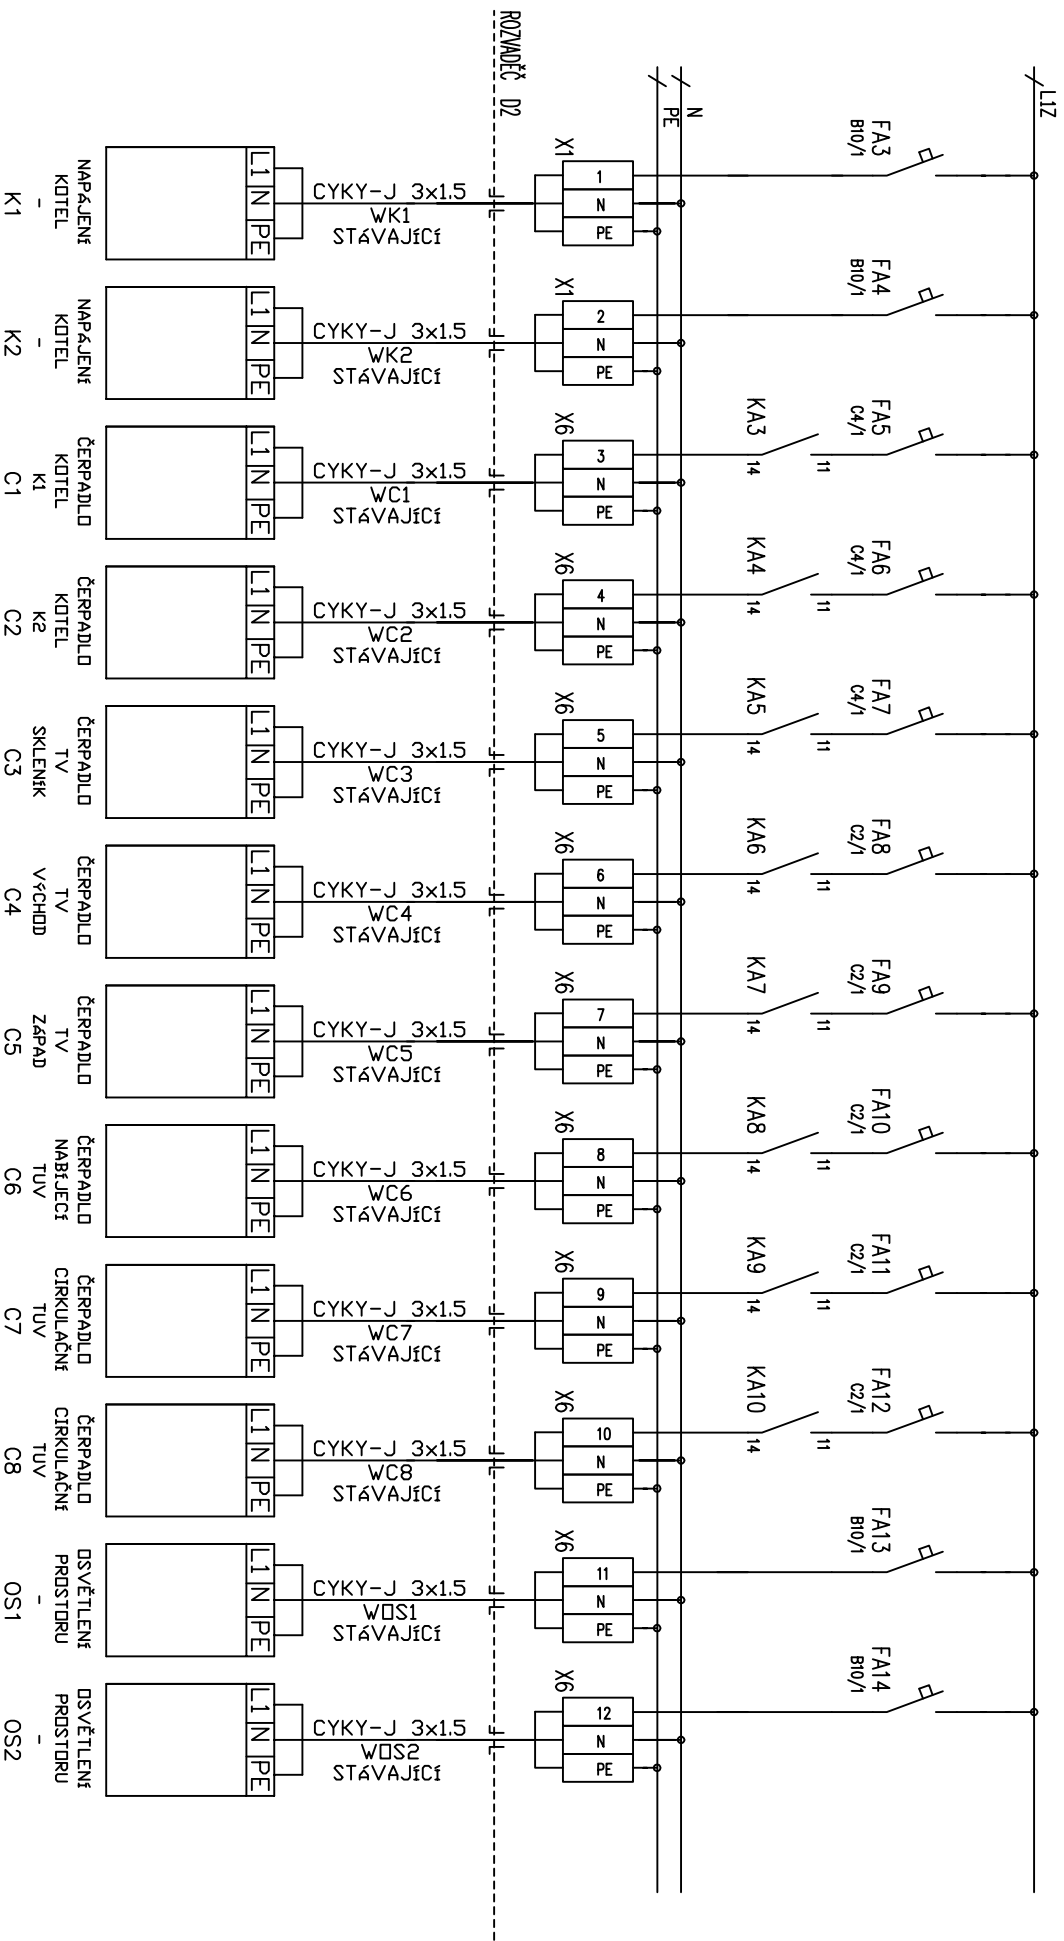 L1Z
N
PE
ROZVADĚČ D2
FA3
B10/1
X1
1
N
PE
CYKY-J 3x1.5
WK1
STÁVAJÍCÍ
L1 N PE
NAPÁJENÍ
KOTEL
-
K1
FA4
B10/1
X1
2
N
PE
CYKY-J 3x1.5
WK2
STÁVAJÍCÍ
L1 N PE
NAPÁJENÍ
KOTEL
-
K2
FA5
C4/1
KA3
11
14
X6
3
N
PE
CYKY-J 3x1.5
WC1
STÁVAJÍCÍ
L1 N PE
ČERPADLO
KOTEL
K1
C1
FA6
C4/1
KA4
11
14
X6
4
N
PE
CYKY-J 3x1.5
WC2
STÁVAJÍCÍ
L1 N PE
ČERPADLO
KOTEL
K2
C2
FA7
C4/1
KA5
11
14
X6
5
N
PE
CYKY-J 3x1.5
WC3
STÁVAJÍCÍ
L1 N PE
ČERPADLO
TV
SKLENÍK
C3
FA8
C2/1
KA6
11
14
X6
6
N
PE
CYKY-J 3x1.5
WC4
STÁVAJÍCÍ
L1 N PE
ČERPADLO
TV
VÝCHOD
C4
FA9
C2/1
KA7
11
14
X6
7
N
PE
CYKY-J 3x1.5
WC5
STÁVAJÍCÍ
L1 N PE
ČERPADLO
TV
ZÁPAD
C5
FA10
C2/1
KA8
11
14
X6
8
N
PE
CYKY-J 3x1.5
WC6
STÁVAJÍCÍ
L1 N PE
ČERPADLO
NABÍJECÍ
TUV
C6
FA11
C2/1
KA9
11
14
X6
9
N
PE
CYKY-J 3x1.5
WC7
STÁVAJÍCÍ
L1 N PE
ČERPADLO
CIRKULAČNÍ
TUV
C7
FA12
C2/1
KA10
11
14
X6
10
N
PE
CYKY-J 3x1.5
WC8
STÁVAJÍCÍ
L1 N PE
ČERPADLO
CIRKULAČNÍ
TUV
C8
FA13
B10/1
X6
11
N
PE
CYKY-J 3x1.5
WOS1
STÁVAJÍCÍ
L1 N PE
OSVĚTLENÍ
PROSTORU
-
OS1
FA14
B10/1
X6
12
N
PE
CYKY-J 3x1.5
WOS2
STÁVAJÍCÍ
L1 N PE
OSVĚTLENÍ
PROSTORU
-
OS2